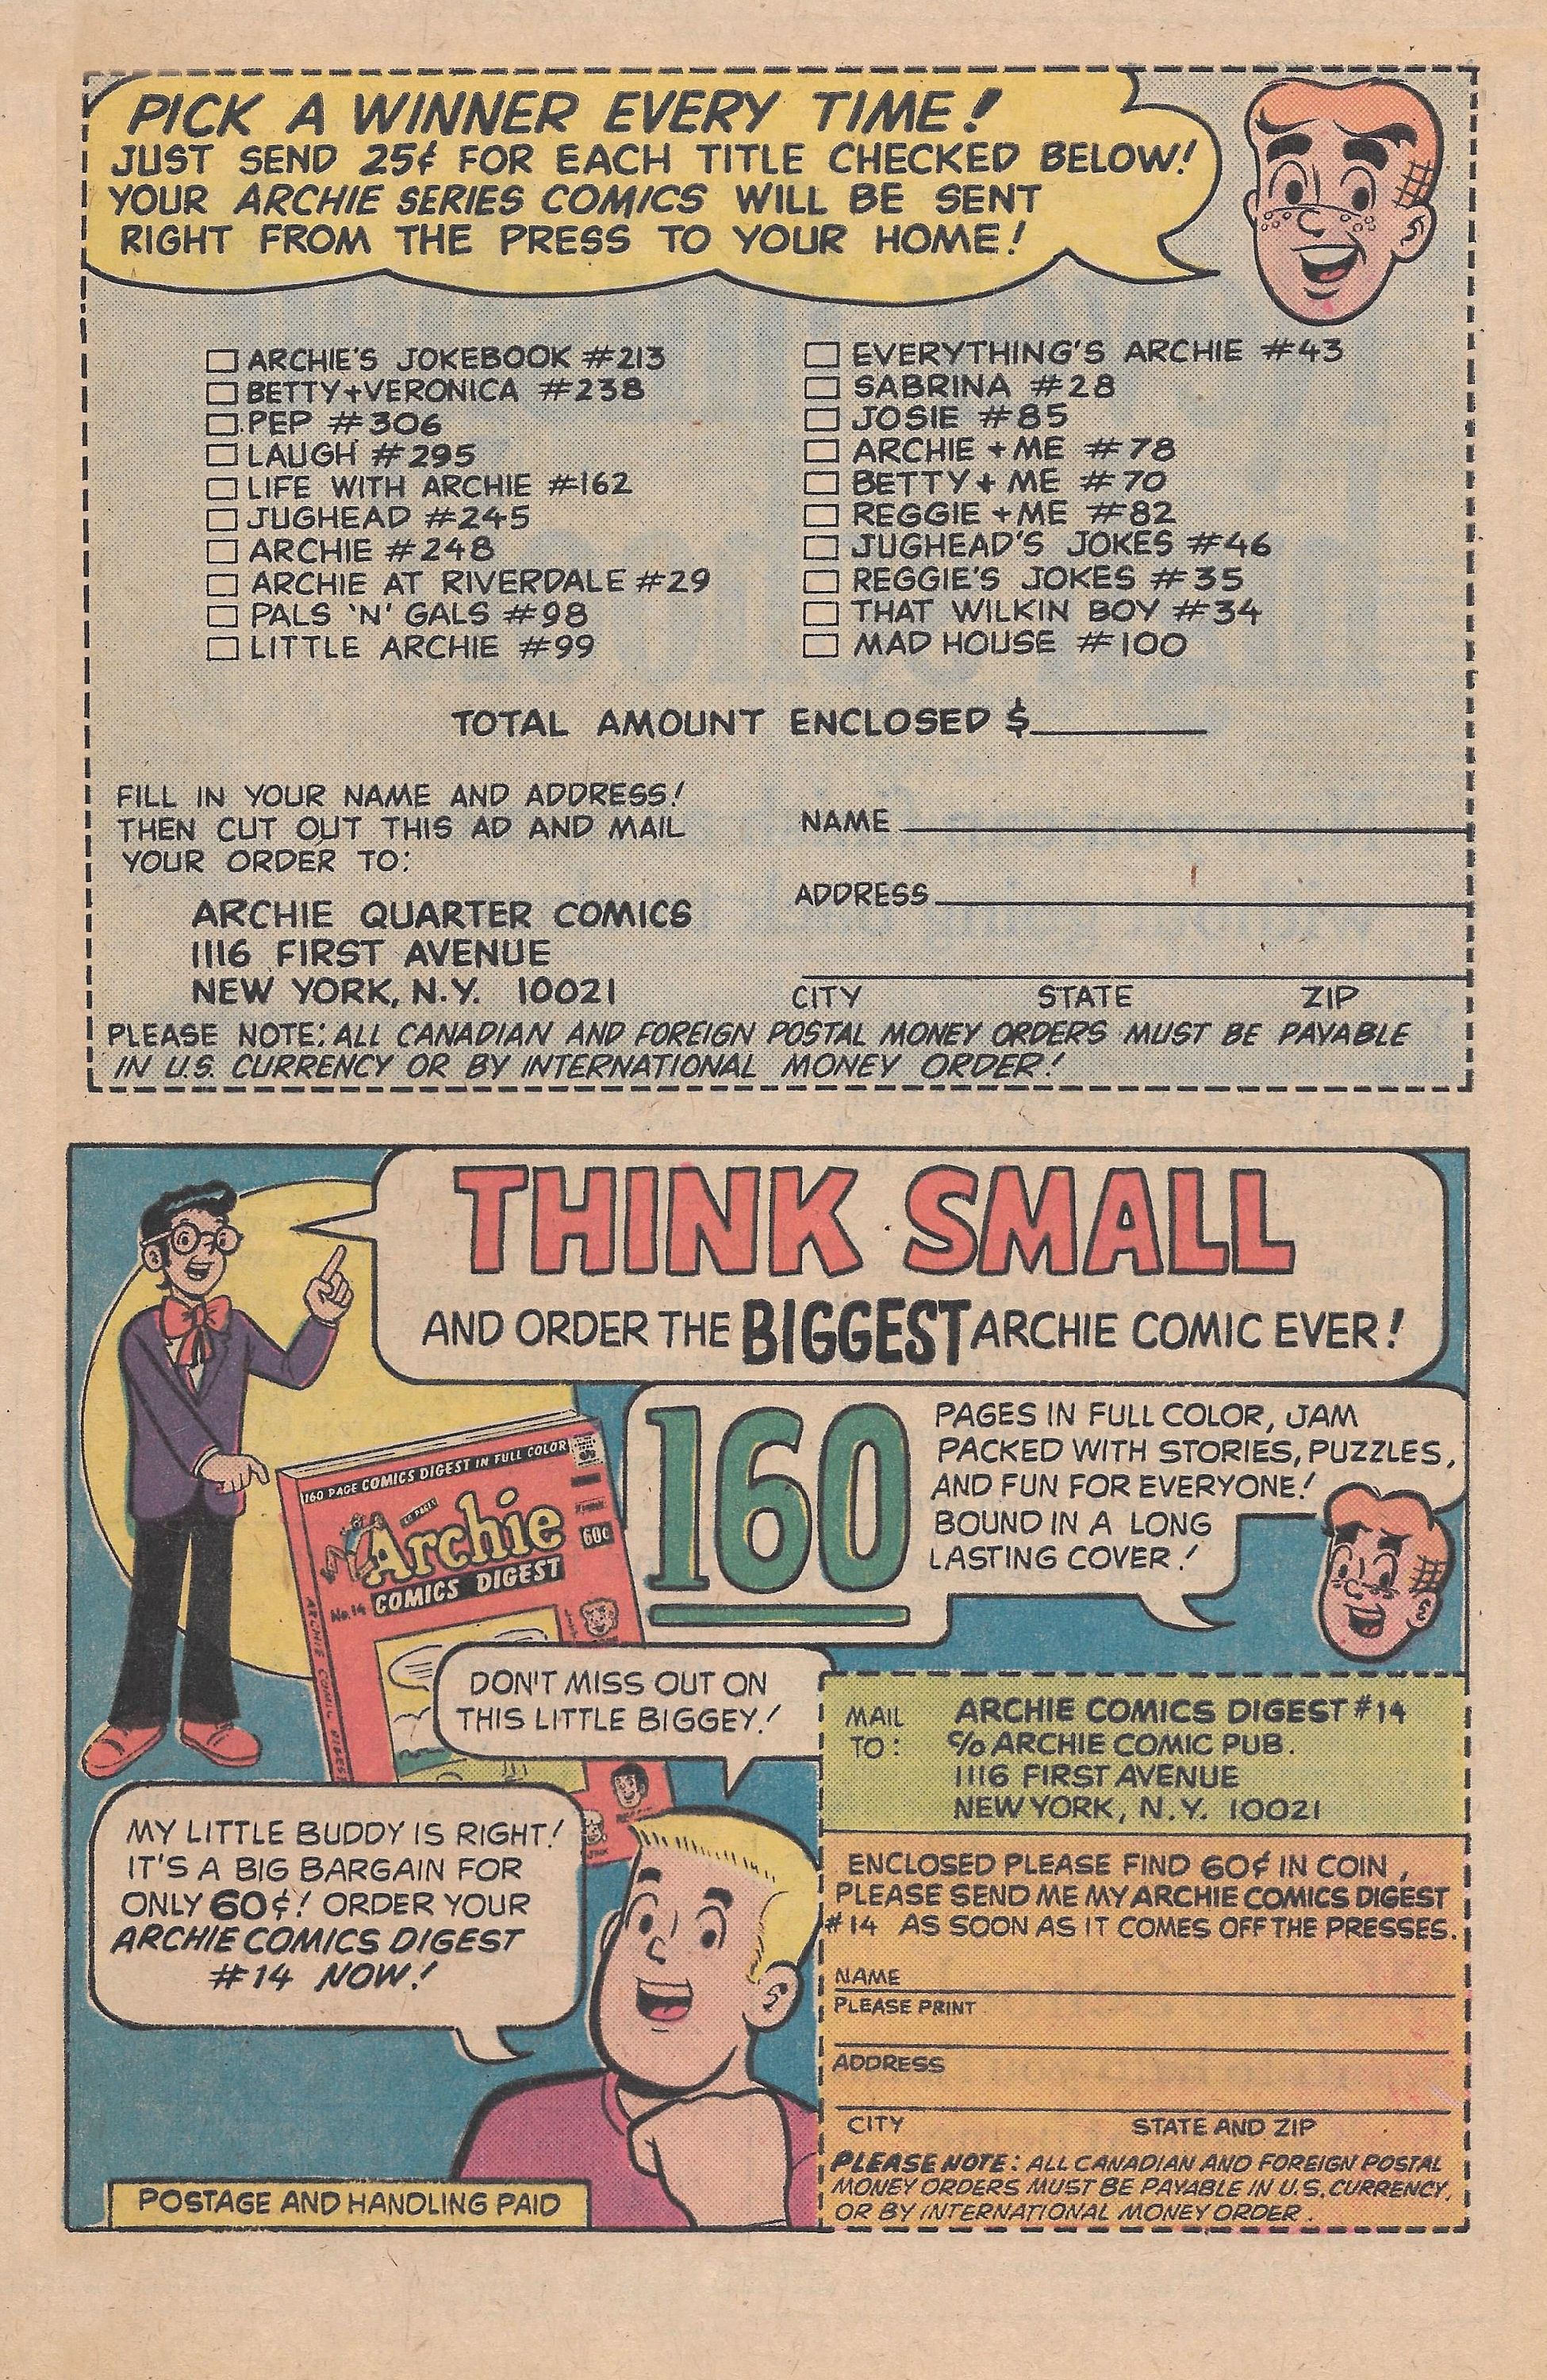 PICK A WINNER EVERY TIME!
JUST SEND 25¢ FOR EACH TITLE CHECKED BELOW!
YOUR ARCHIE SERIES COMICS WILL BE SENT
RIGHT FROM THE PRESS TO YOUR HOME!
ARCHIE'S JOKEBOOK #213
BETTY+VERONICA #238
PEP #306
LAUGH #295
LIFE WITH ARCHIE #162
JUGHEAD #245
ARCHIE #248
ARCHIE AT RIVERDALE #29
PALS 'N' GALS #98
LITTLE ARCHIE #99
EVERYTHING'S ARCHIE #43
SABRINA #28
JOSIE #85
ARCHIE + ME #78
BETTY + ME #70
REGGIE + ME #82
JUGHEAD'S JOKES #46
REGGIE'S JOKES #35
THAT WILKIN BOY #34
MAD HOUSE #100
TOTAL AMOUNT ENCLOSED $
FILL IN YOUR NAME AND ADDRESS!
THEN CUT OUT THIS AD AND MAIL
YOUR ORDER TO:
ARCHIE QUARTER COMICS
1116 FIRST AVENUE
NEW YORK, N.Y. 10021
NAME
ADDRESS
CITY STATE ZIP
PLEASE NOTE: ALL CANADIAN AND FOREIGN POSTAL MONEY ORDERS MUST BE PAYABLE
IN U.S. CURRENCY OR BY INTERNATIONAL MONEY ORDER!
THINK SMALL
AND ORDER THE BIGGEST ARCHIE COMIC EVER!
160
PAGES IN FULL COLOR, JAM
PACKED WITH STORIES, PUZZLES,
AND FUN FOR EVERYONE!
BOUND IN A LONG
LASTING COVER!
160 PAGE COMICS DIGEST IN FULL COLOR
Archie
60¢
COMICS DIGEST
No. 14
ARCHIE COMICS DIGEST
DON'T MISS OUT ON
THIS LITTLE BIGGEY!
MY LITTLE BUDDY IS RIGHT!
IT'S A BIG BARGAIN FOR
ONLY 60¢! ORDER YOUR
ARCHIE COMICS DIGEST
#14 NOW!
POSTAGE AND HANDLING PAID
MAIL TO:
ARCHIE COMICS DIGEST #14
c/o ARCHIE COMIC PUB.
1116 FIRST AVENUE
NEW YORK, N.Y. 10021
ENCLOSED PLEASE FIND 60¢ IN COIN,
PLEASE SEND ME MY ARCHIE COMICS DIGEST
#14 AS SOON AS IT COMES OFF THE PRESSES.
NAME
PLEASE PRINT
ADDRESS
CITY STATE AND ZIP
PLEASE NOTE: ALL CANADIAN AND FOREIGN POSTAL
MONEY ORDERS MUST BE PAYABLE IN U.S. CURRENCY,
OR BY INTERNATIONAL MONEY ORDER.